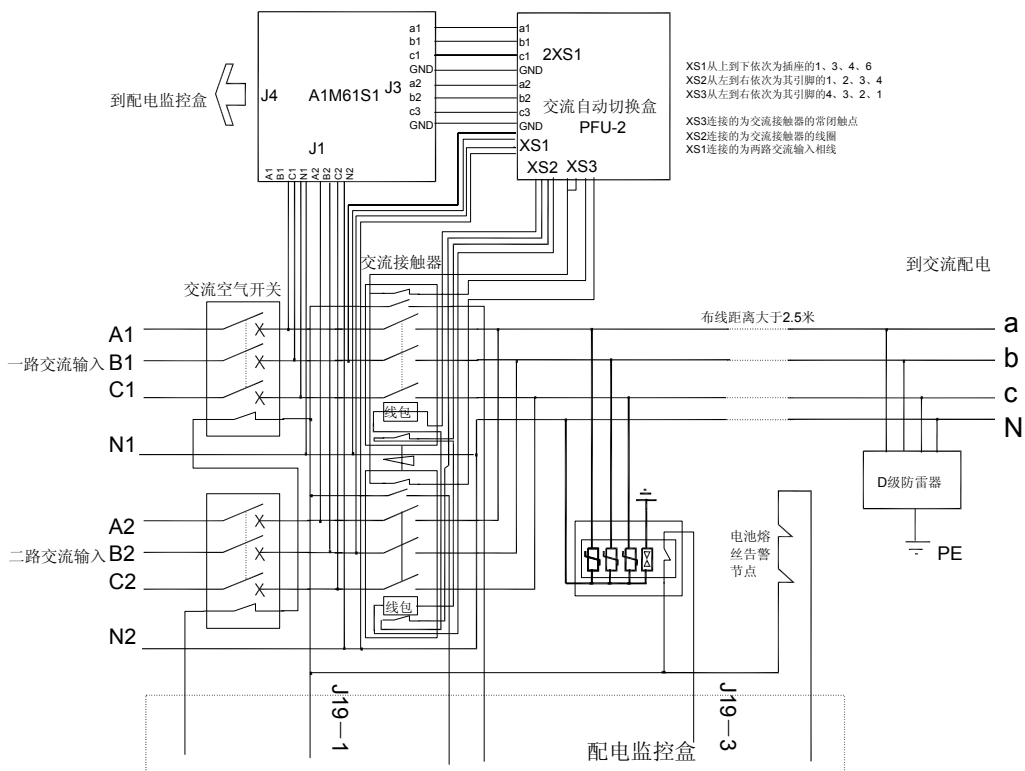 a1
b1
c1
GND
a2
b2
c3
GND
J3
J4
A1M61S1
J1
A1
B1
C1
N1
A2
B2
C2
N2
到配电监控盒
a1
b1
c1
GND
a2
b2
c3
GND
2XS1
交流自动切换盒
PFU-2
XS1
XS2
XS3
XS1从上到下依次为插座的1、3、4、6
XS2从左到右依次为其引脚的1、2、3、4
XS3从左到右依次为其引脚的4、3、2、1
XS3连接的为交流接触器的常闭触点
XS2连接的为交流接触器的线圈
XS1连接的为两路交流输入相线
交流接触器
到交流配电
交流空气开关
布线距离大于2.5米
A1
一路交流输入
B1
C1
N1
a
b
c
N
线包
D级防雷器
PE
A2
二路交流输入
B2
C2
N2
线包
电池熔
丝告警
节点
J19—1
J19—3
配电监控盒